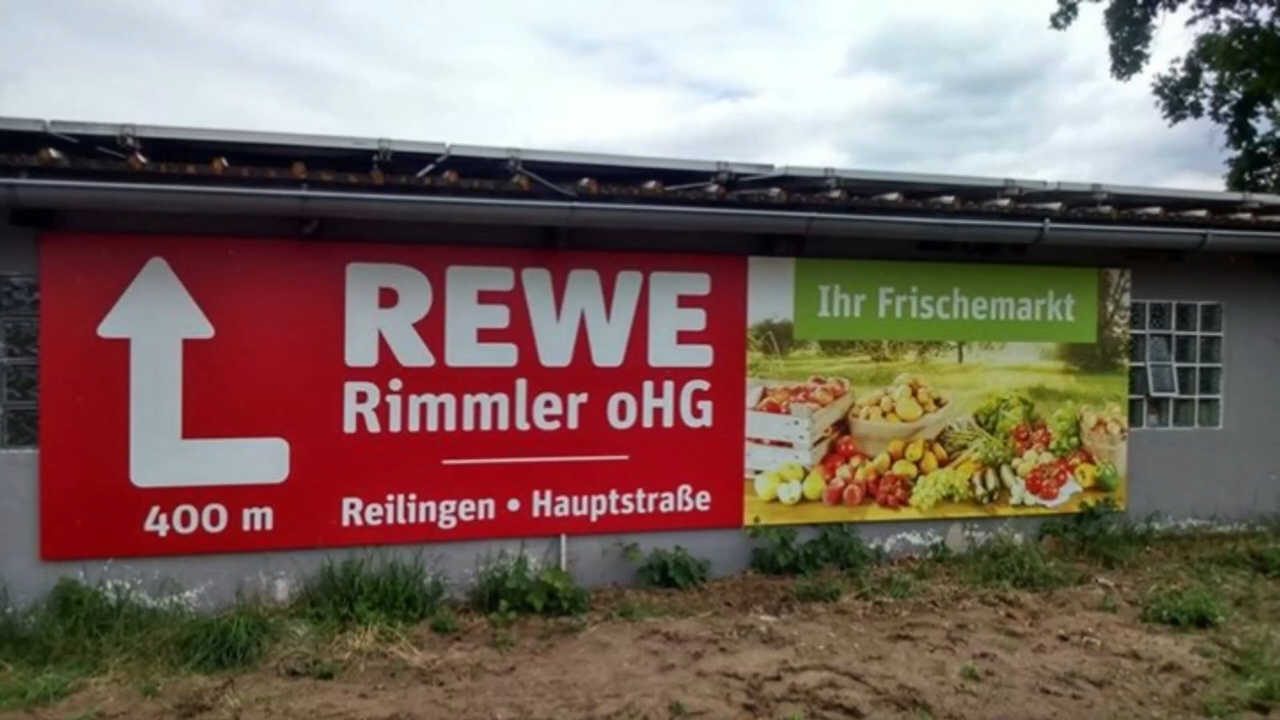 REWE
Rimmler oHG
Reilingen • Hauptstraße
400 m
Ihr Frischemarkt